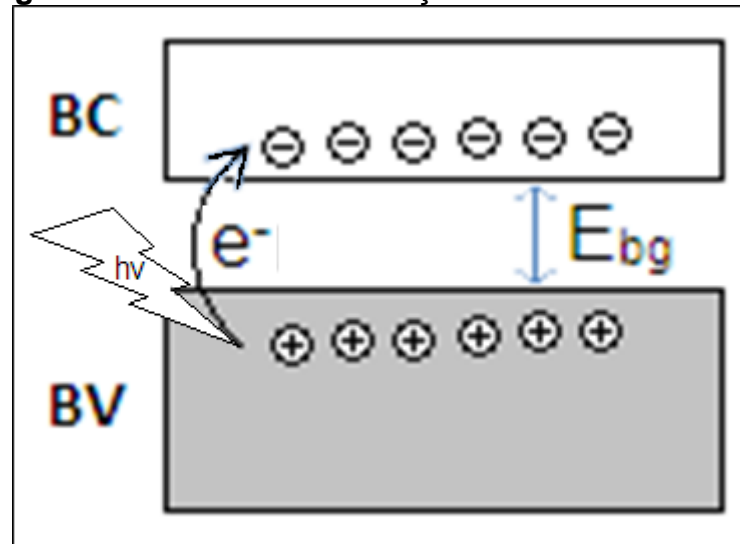 BC
⊖ ⊖ ⊖ ⊖ ⊖ ⊖
e-
Ebg
hv
⊕ ⊕ ⊕ ⊕ ⊕ ⊕
BV